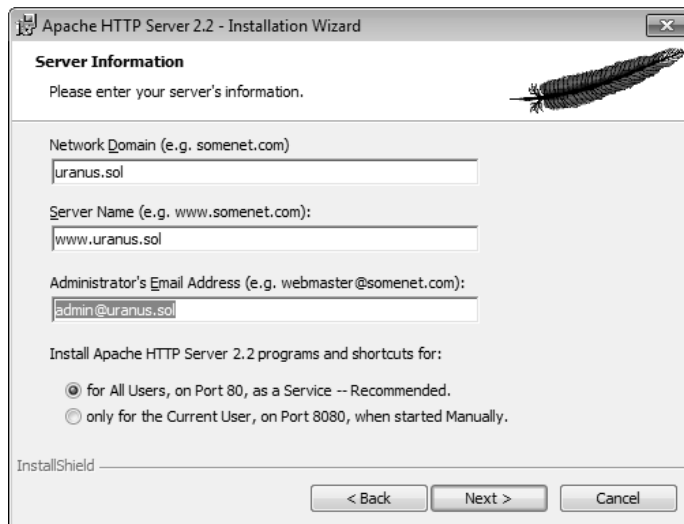 Apache HTTP Server 2.2 - Installation Wizard
Server Information
Please enter your server's information.
Network Domain (e.g. somenet.com)
uranus.sol
Server Name (e.g. www.somenet.com):
www.uranus.sol
Administrator's Email Address (e.g. webmaster@somenet.com):
admin@uranus.sol
Install Apache HTTP Server 2.2 programs and shortcuts for:
for All Users, on Port 80, as a Service -- Recommended.
only for the Current User, on Port 8080, when started Manually.
InstallShield
< Back Next > Cancel